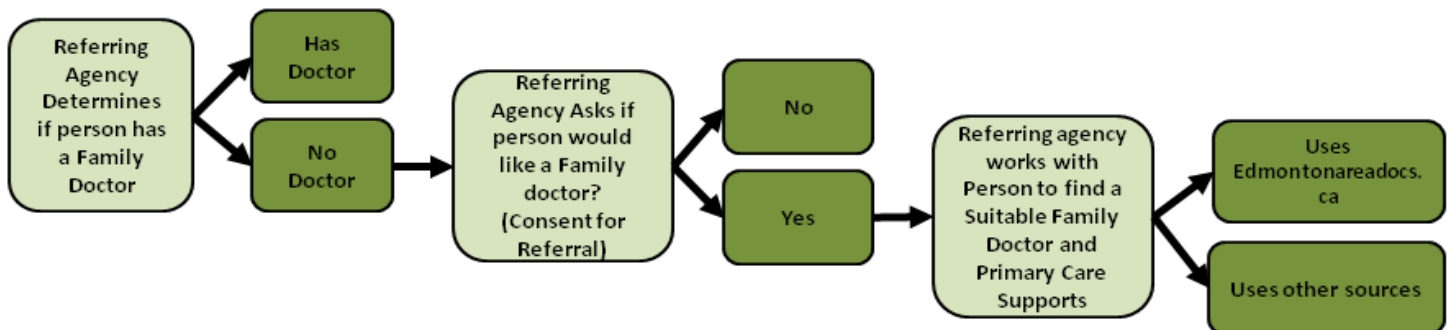 Referring
Agency
Determines
if person has
a Family
Doctor
Has
Doctor
No
Doctor
Referring
Agency Asks if
person would
like a Family
doctor?
(Consent for
Referral)
No
Yes
Referring agency
works with
Person to find a
Suitable Family
Doctor and
Primary Care
Supports
Uses
Edmontonareadocs.
ca
Uses other sources